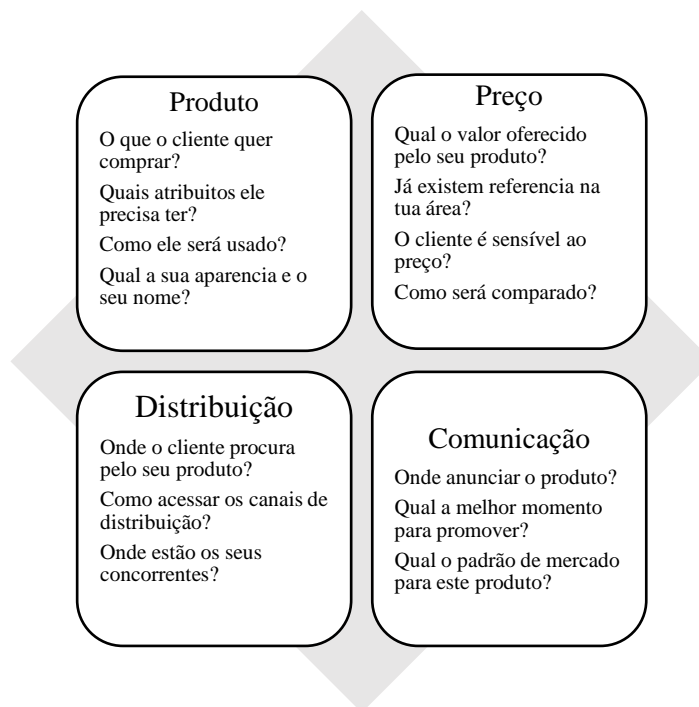 Produto
O que o cliente quer
comprar?
Quais atributos ele
precisa ter?
Como ele será usado?
Qual a sua aparencia e o
seu nome?
Preço
Qual o valor oferecido
pelo seu produto?
Já existem referencia na
tua área?
O cliente é sensível ao
preço?
Como será comparado?
Distribuição
Onde o cliente procura
pelo seu produto?
Como acessar os canais de
distribuição?
Onde estão os seus
concorrentes?
Comunicação
Onde anunciar o produto?
Qual a melhor momento
para promover?
Qual o padrão de mercado
para este produto?